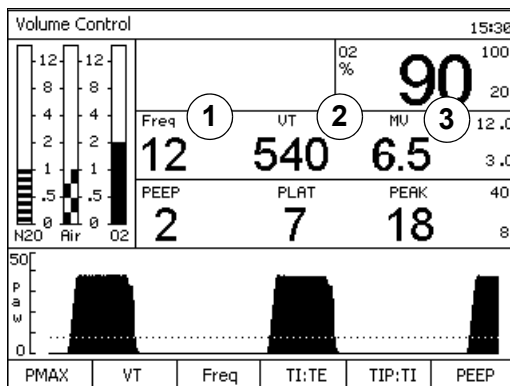 Volume Control 15:30
O2 % 90 100 20
12 12
8 8
4 4
2 2
1 1
.5 .5
0 0
N2O Air O2
Freq 1 VT 2 MV 3 12.0
12 540 6.5 3.0
PEEP PLAT PEAK 40
2 7 18 8
50
Paw
0
PMAX VT Freq TI:TE TIP:TI PEEP